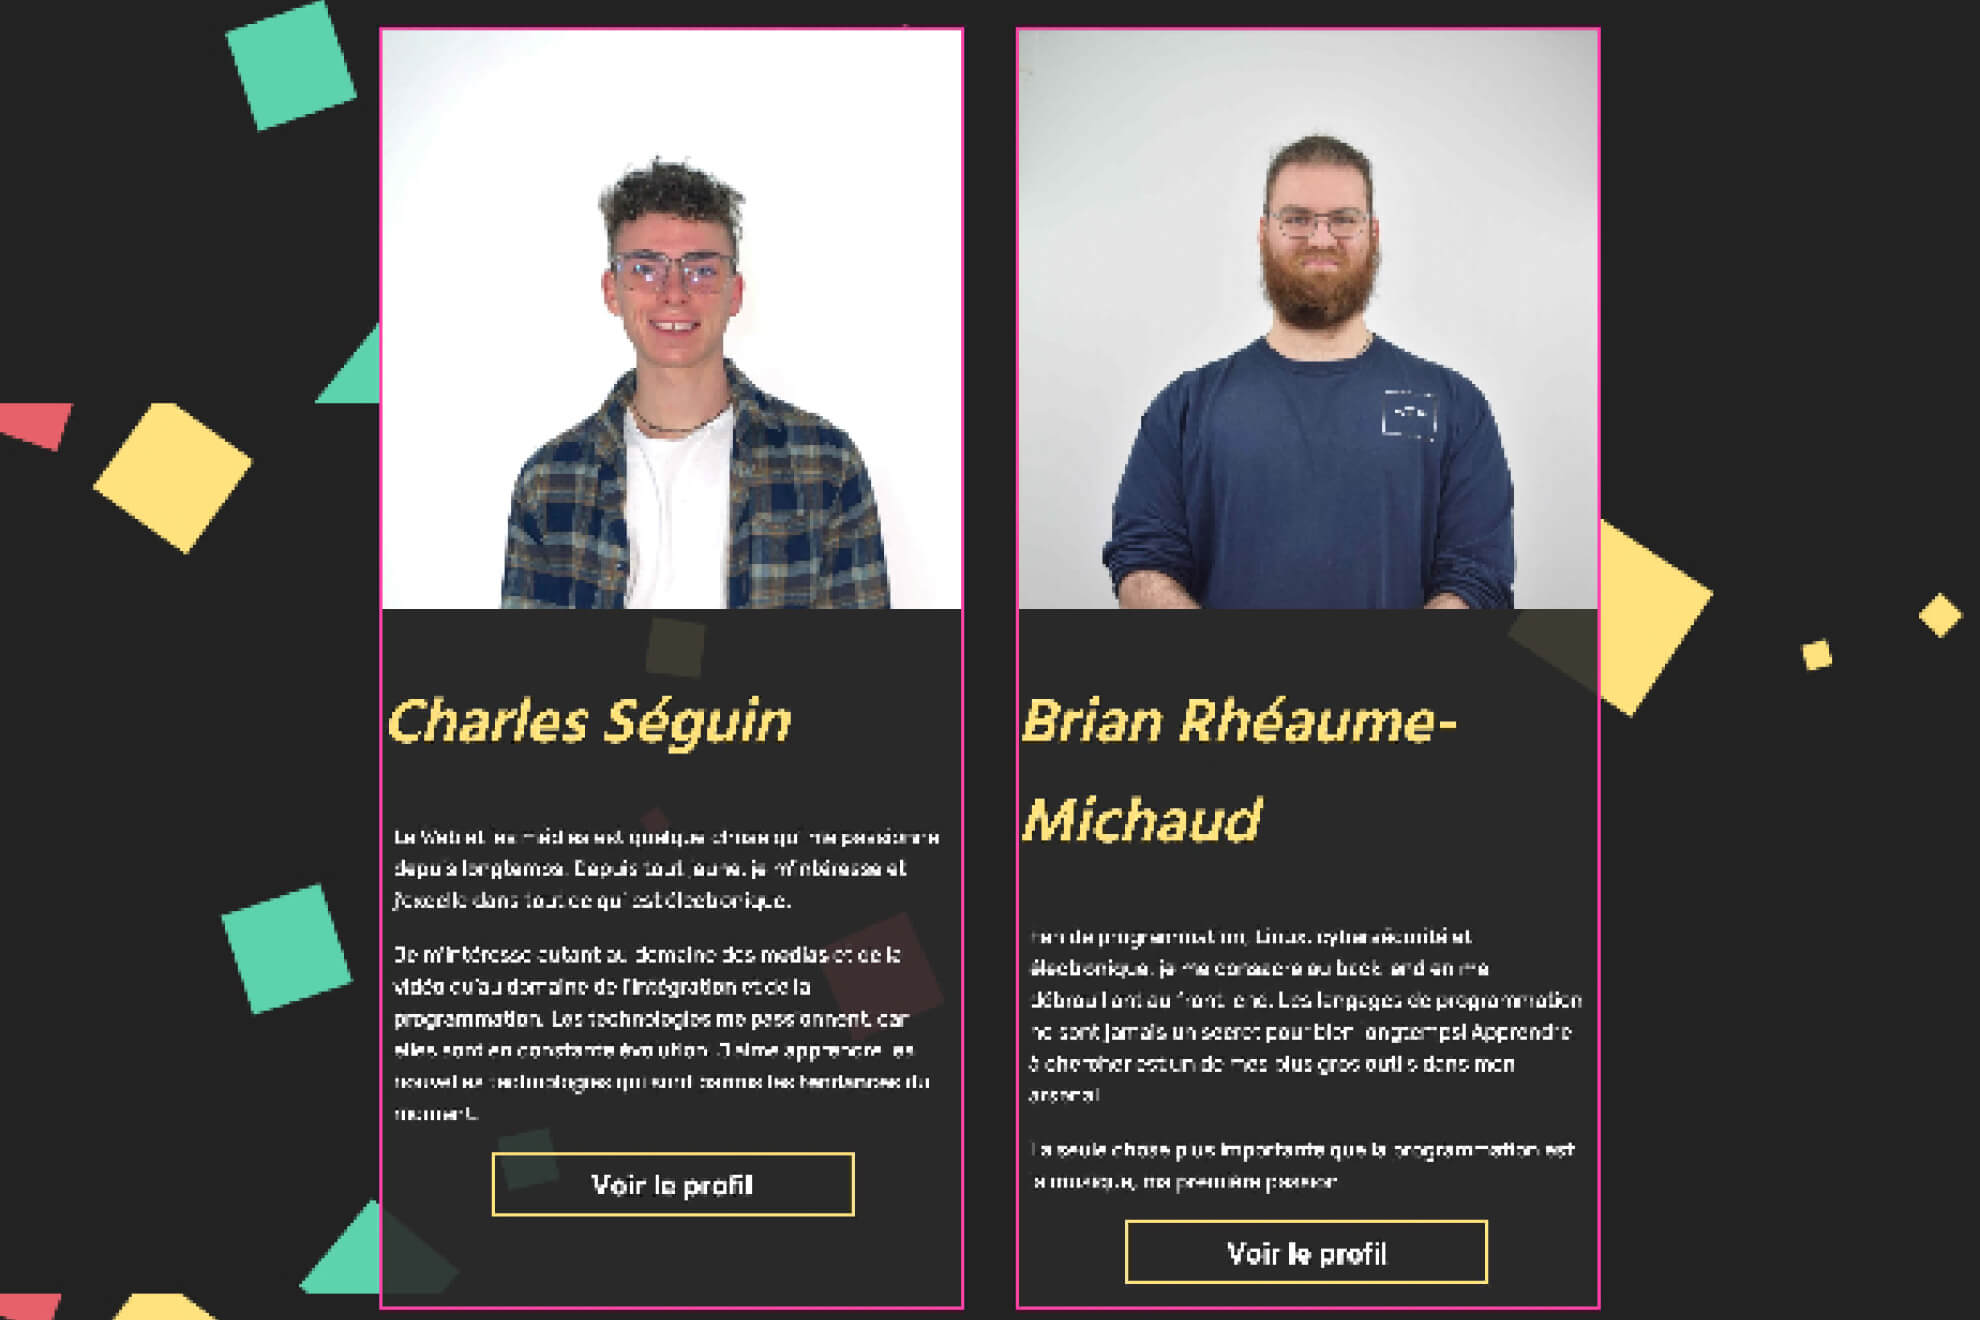 Charles Séguin
Le Web et les médias est quelque chose qui me passionne
depuis longtemps. Depuis tout jeune, je m'intéresse et
j'excelle dans tout ce qui est électronique.
Je m'intéresse autant au domaine des médias et de la
vidéo qu'au domaine de l'intégration et de la
programmation. Les technologies me passionnent, car
elles sont en constante évolution. J'aime apprendre les
nouvelles technologies qui sont parmis les tendances du
moment.
Voir le profil
Brian Rhéaume-
Michaud
Fan de programmation, Linux, cybersécurité et
électronique, je me consacre au back-end en me
débrouillant au front-end. Les langages de programmation
ne sont jamais un secret pour bien longtemps! Apprendre
à chercher est un de mes plus gros outils dans mon
arsenal
La seule chose plus importante que la programmation est
la musique, ma première passion
Voir le profil